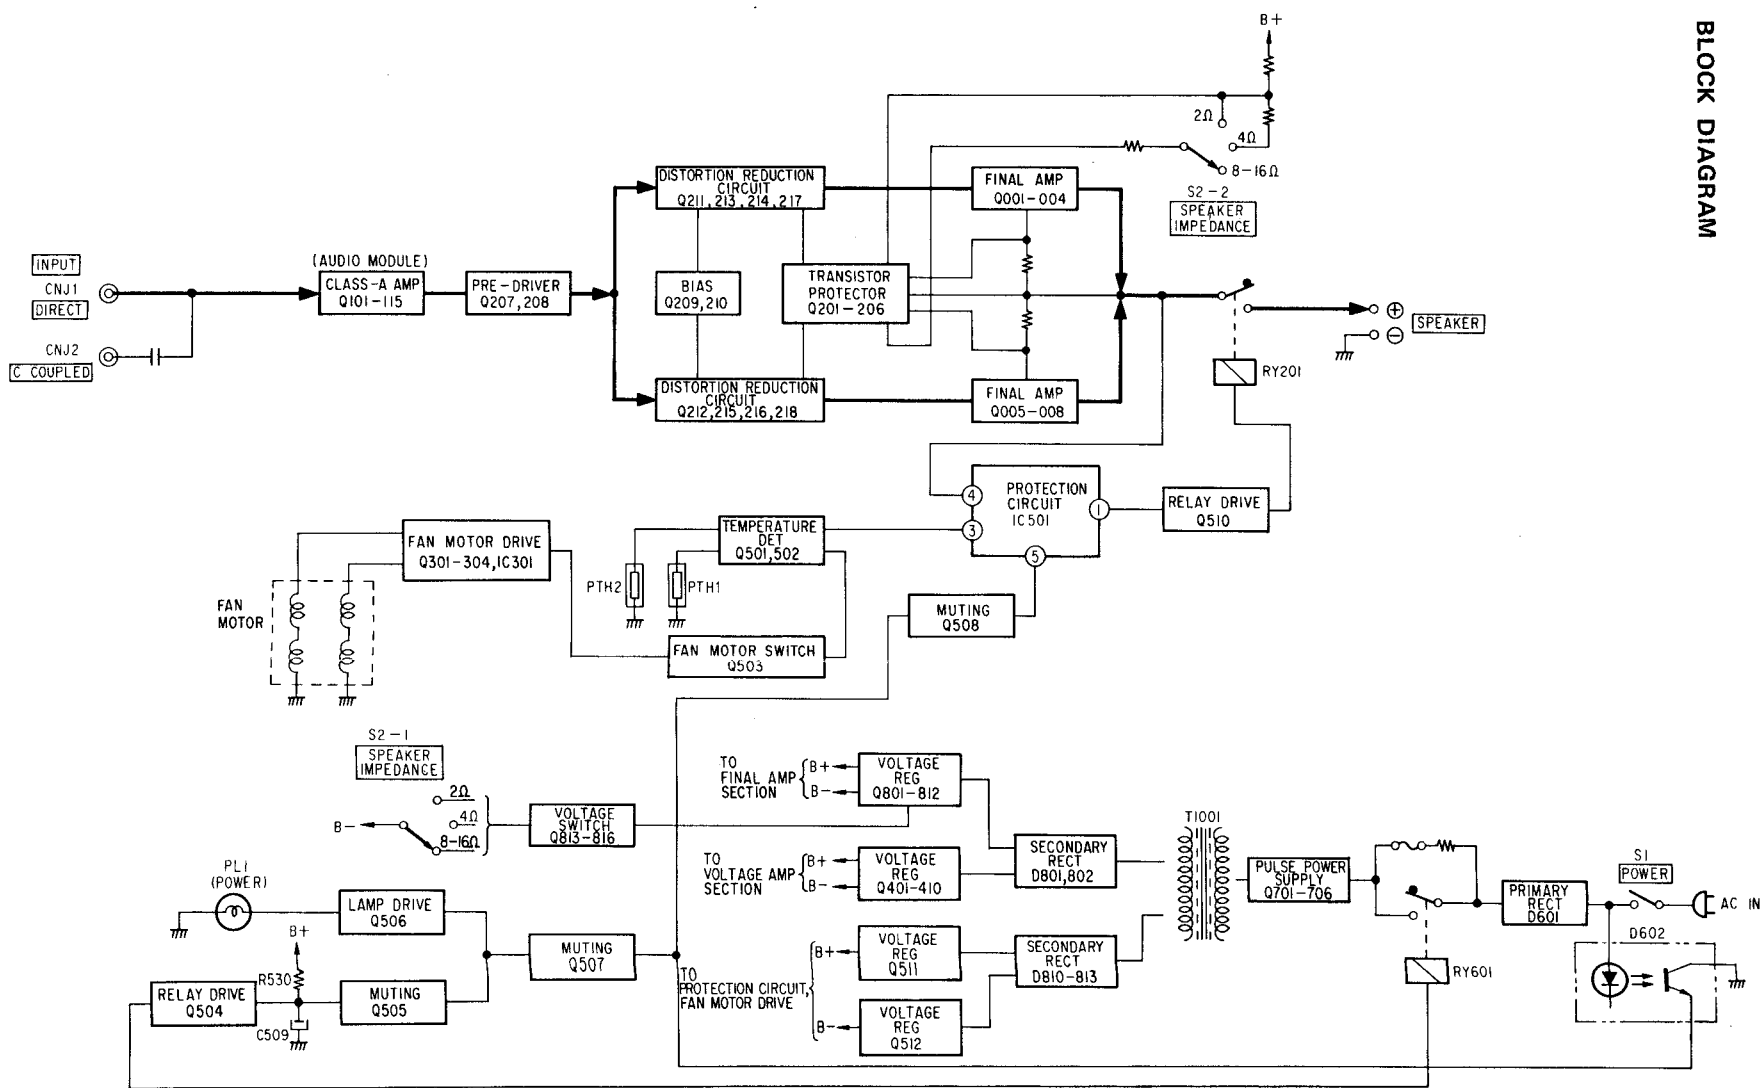 BLOCK DIAGRAM
B+
2Ω
4Ω
8-16Ω
S2-2
SPEAKER
IMPEDANCE
DISTORTION REDUCTION
CIRCUIT
Q211,213,214,217
FINAL AMP
Q001-004
INPUT
CNJ1
DIRECT
CNJ2
C COUPLED
(AUDIO MODULE)
CLASS-A AMP
Q101-115
PRE-DRIVER
Q207,208
BIAS
Q209,210
TRANSISTOR
PROTECTOR
Q201-206
+
−
SPEAKER
RY201
DISTORTION REDUCTION
CIRCUIT
Q212,215,216,218
FINAL AMP
Q005-008
4
3
5
1
PROTECTION
CIRCUIT
IC501
RELAY DRIVE
Q510
TEMPERATURE
DET
Q501,502
FAN MOTOR DRIVE
Q301-304,IC301
PTH2
PTH1
FAN
MOTOR
MUTING
Q508
FAN MOTOR SWITCH
Q503
S2-1
SPEAKER
IMPEDANCE
2Ω
4Ω
8-16Ω
B-
VOLTAGE
SWITCH
Q813-816
TO
FINAL AMP
SECTION
B+
B-
VOLTAGE
REG
Q801-812
TO
VOLTAGE AMP
SECTION
B+
B-
VOLTAGE
REG
Q401-410
SECONDARY
RECT
D801,802
T1001
PULSE POWER
SUPPLY
Q701-706
PRIMARY
RECT
D601
S1
POWER
AC IN
D602
RY601
PL1
(POWER)
LAMP DRIVE
Q506
B+
R530
RELAY DRIVE
Q504
C509
MUTING
Q505
MUTING
Q507
TO
PROTECTION CIRCUIT,
FAN MOTOR DRIVE
B+
B-
VOLTAGE
REG
Q511
VOLTAGE
REG
Q512
SECONDARY
RECT
D810-813